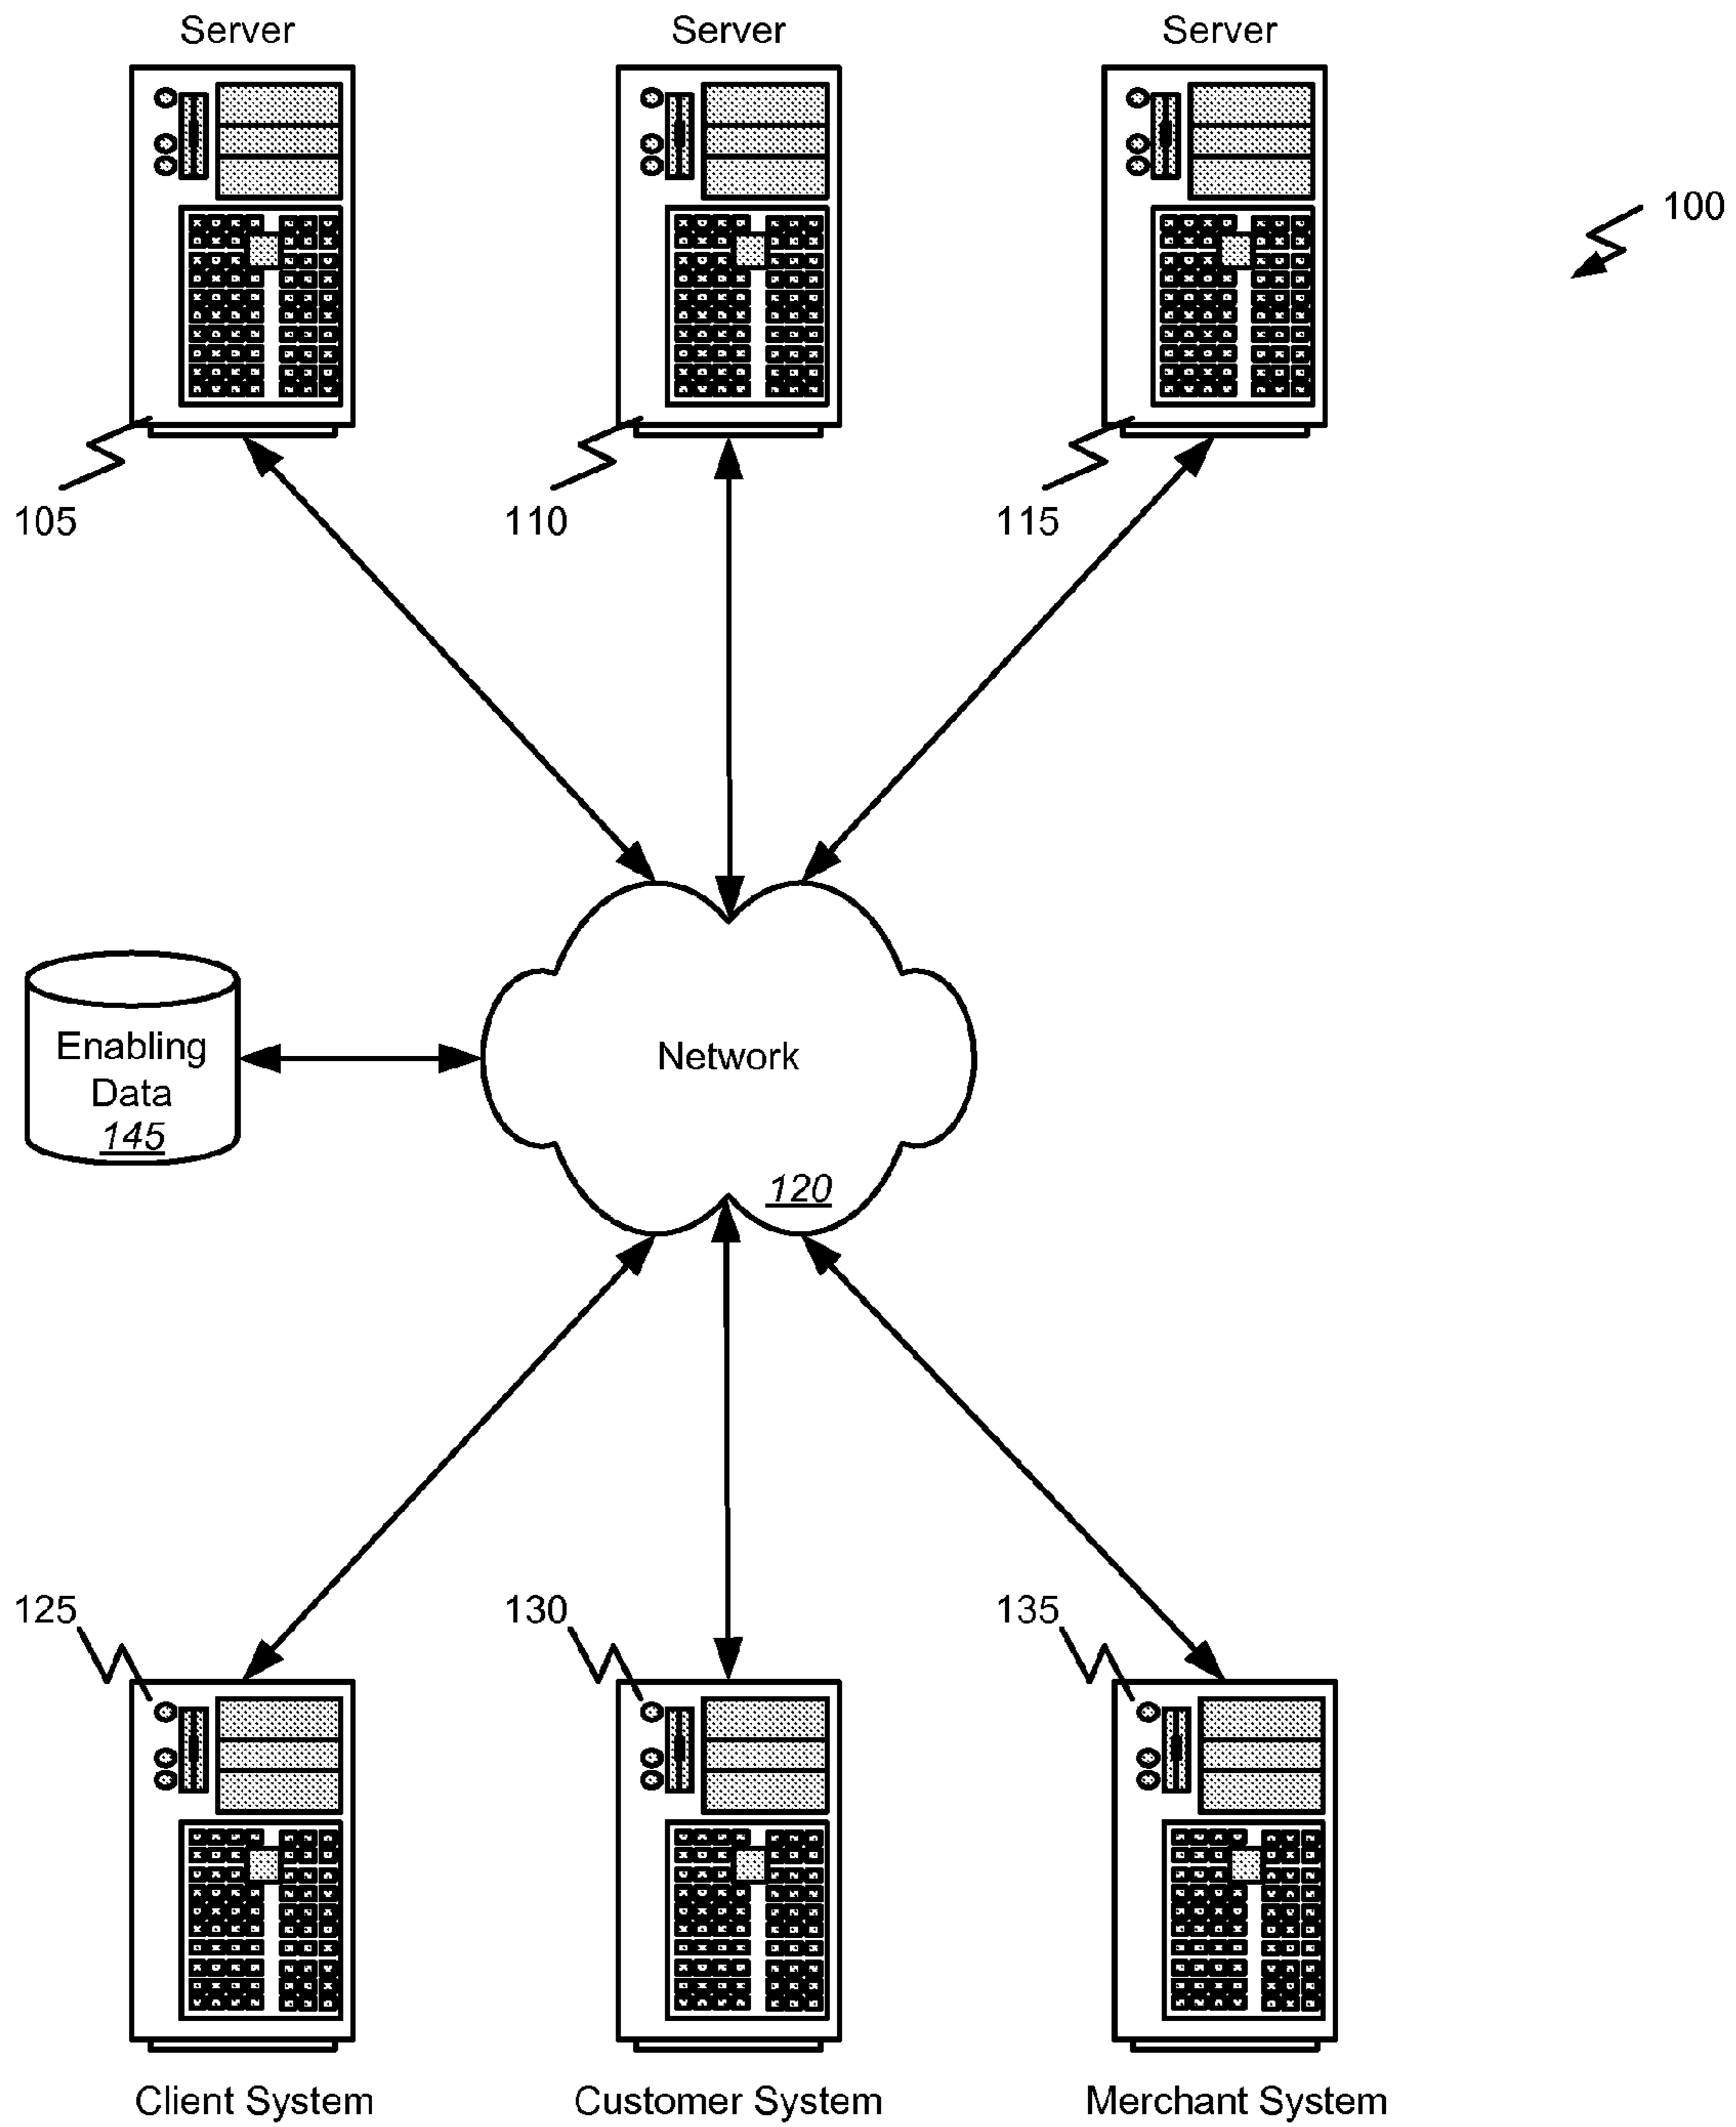 Server
Server
Server
100
105
110
115
Enabling
Data
145
Network
120
125
130
135
Client System
Customer System
Merchant System